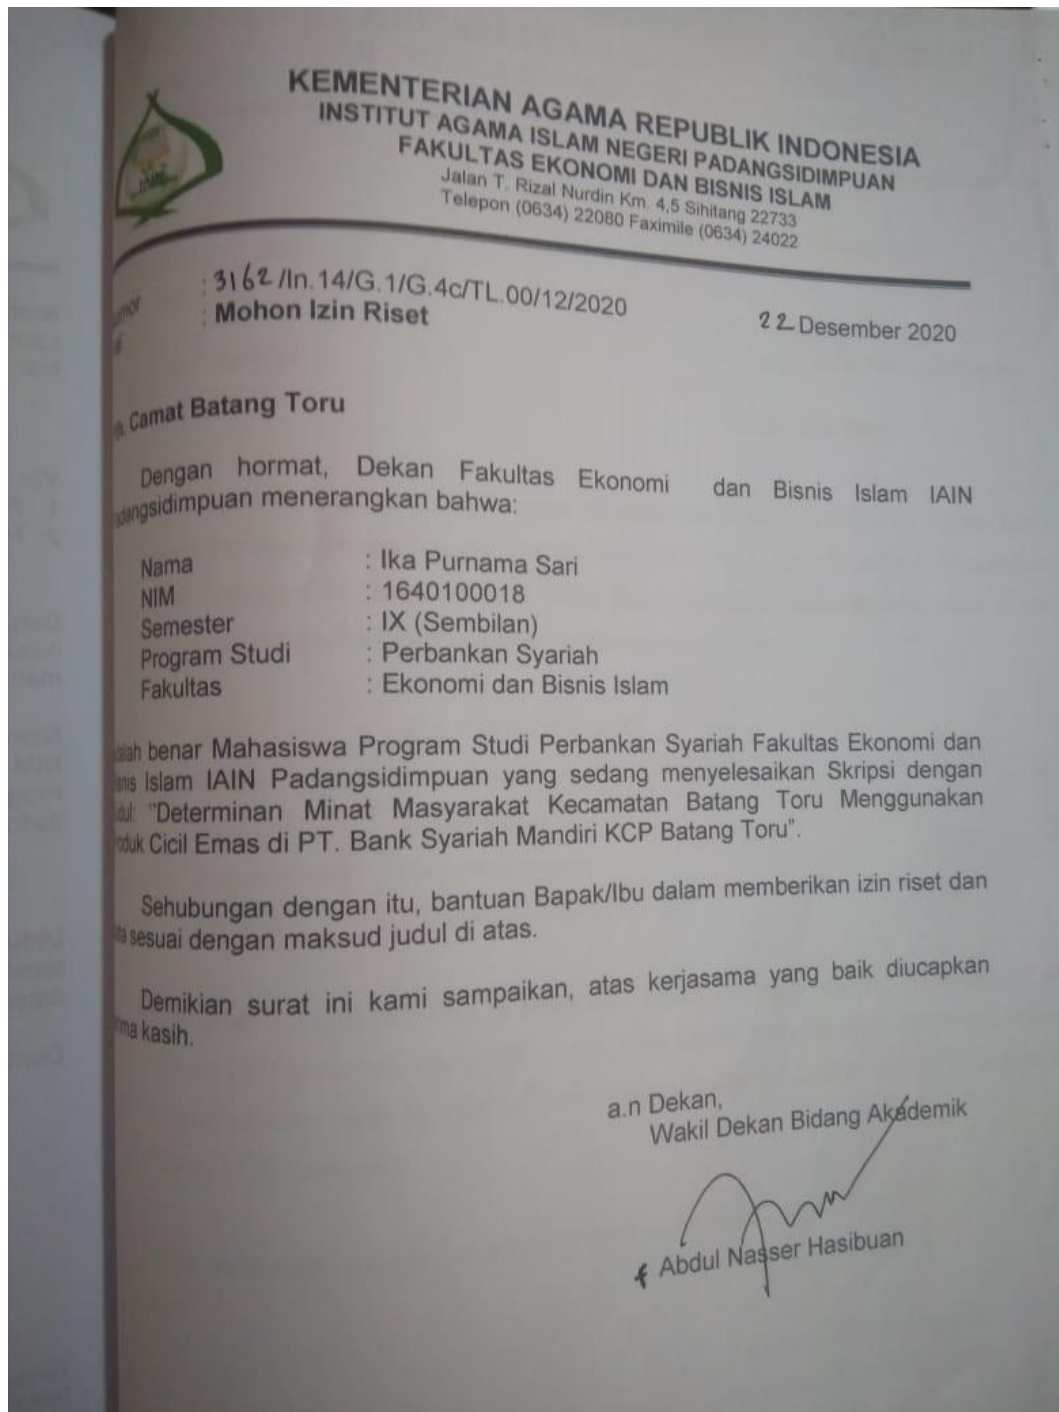 KEMENTERIAN AGAMA REPUBLIK INDONESIA
INSTITUT AGAMA ISLAM NEGERI PADANGSIDIMPUAN
FAKULTAS EKONOMI DAN BISNIS ISLAM
Jalan T. Rizal Nurdin Km. 4,5 Sihitang 22733
Telepon (0634) 22080 Faximile (0634) 24022
omor : 3162/In.14/G.1/G.4c/TL.00/12/2020
: Mohon Izin Riset
22 Desember 2020
Camat Batang Toru
Dengan hormat, Dekan Fakultas Ekonomi dan Bisnis Islam IAIN
adangsidimpuan menerangkan bahwa:
Nama : Ika Purnama Sari
NIM : 1640100018
Semester : IX (Sembilan)
Program Studi : Perbankan Syariah
Fakultas : Ekonomi dan Bisnis Islam
alah benar Mahasiswa Program Studi Perbankan Syariah Fakultas Ekonomi dan
Islam IAIN Padangsidimpuan yang sedang menyelesaikan Skripsi dengan
"Determinan Minat Masyarakat Kecamatan Batang Toru Menggunakan
oduk Cicil Emas di PT. Bank Syariah Mandiri KCP Batang Toru".
Sehubungan dengan itu, bantuan Bapak/Ibu dalam memberikan izin riset dan
sesuai dengan maksud judul di atas.
Demikian surat ini kami sampaikan, atas kerjasama yang baik diucapkan
ma kasih.
a.n Dekan,
Wakil Dekan Bidang Akademik
Abdul Nasser Hasibuan